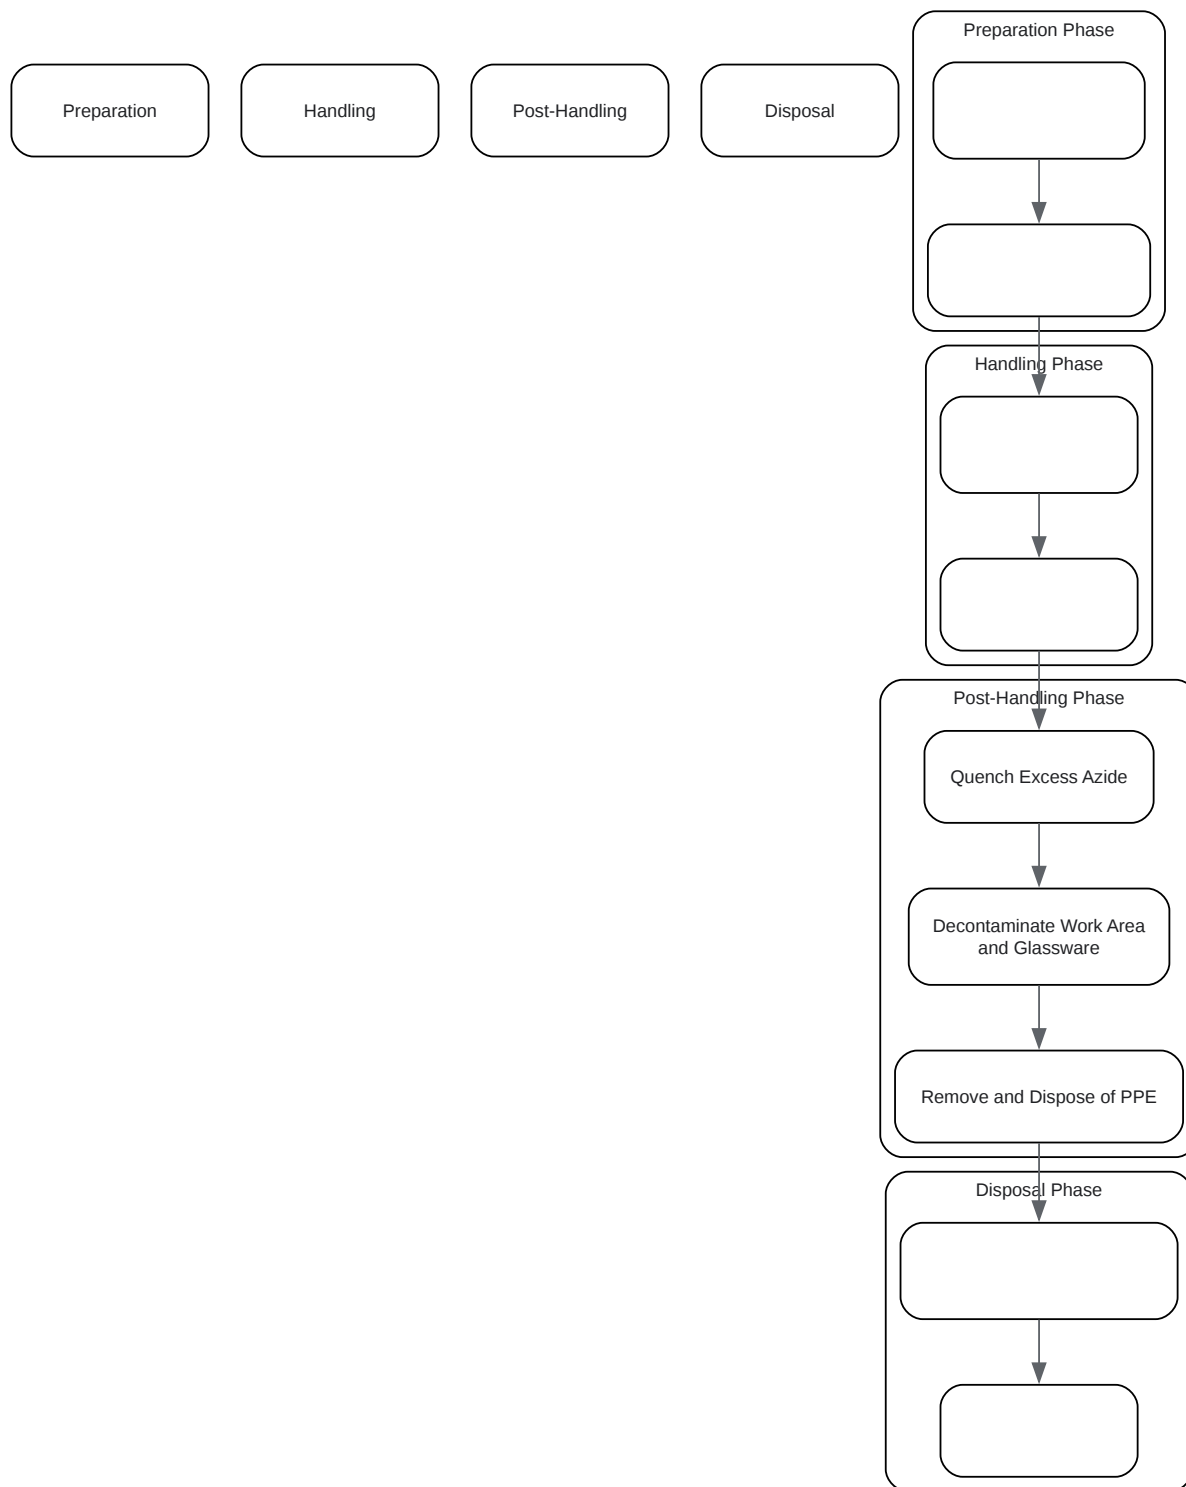 Preparation
Handling
Post-Handling
Disposal
Preparation Phase
Handling Phase
Post-Handling Phase
Quench Excess Azide
Decontaminate Work Area
and Glassware
Remove and Dispose of PPE
Disposal Phase